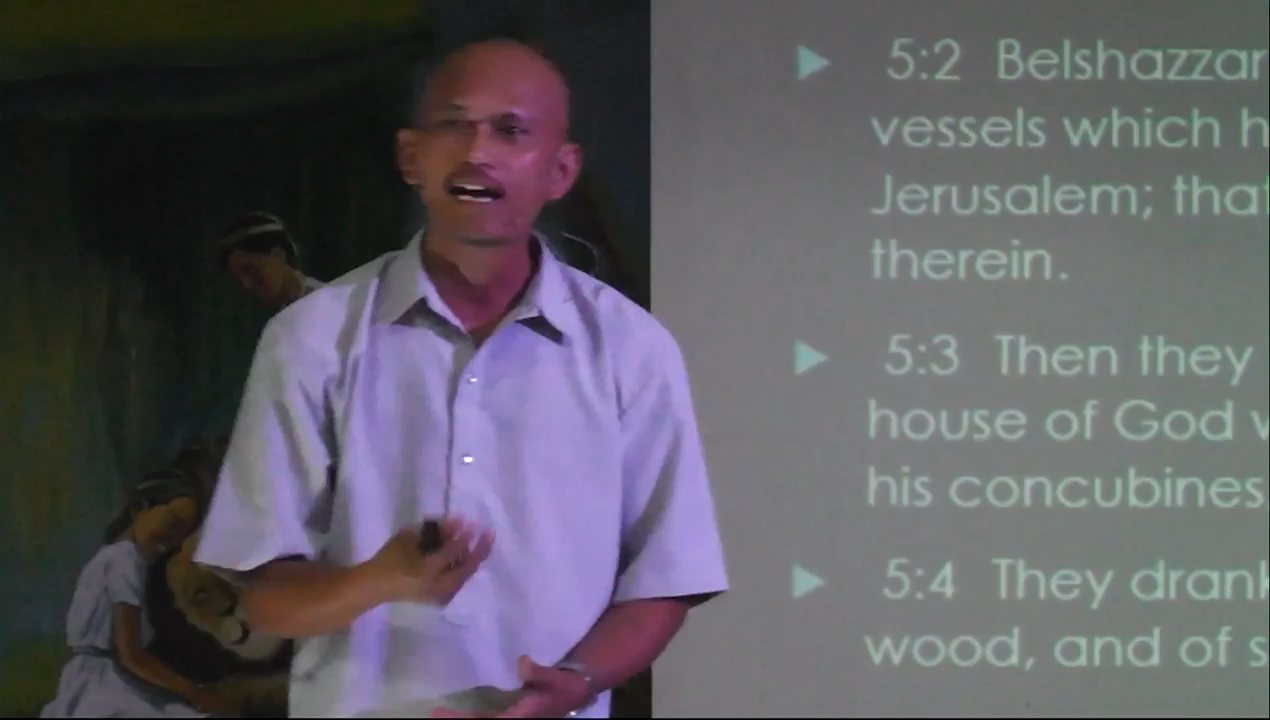 5:2 Belshazzar
vessels which h
Jerusalem; that
therein.
5:3 Then they
house of God w
his concubines,
5:4 They drank
wood, and of s